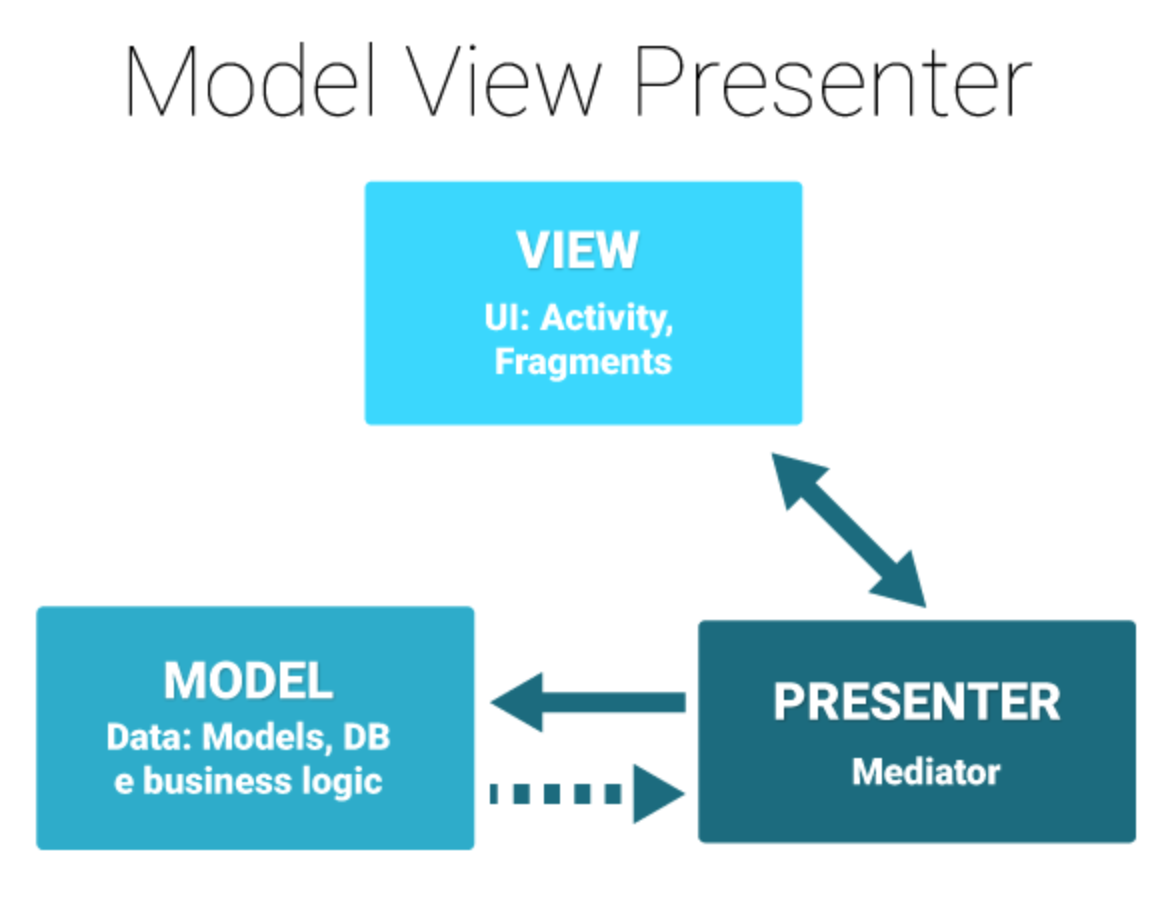 Model View Presenter
VIEW
UI: Activity,
Fragments
MODEL
Data: Models, DB
e business logic
PRESENTER
Mediator